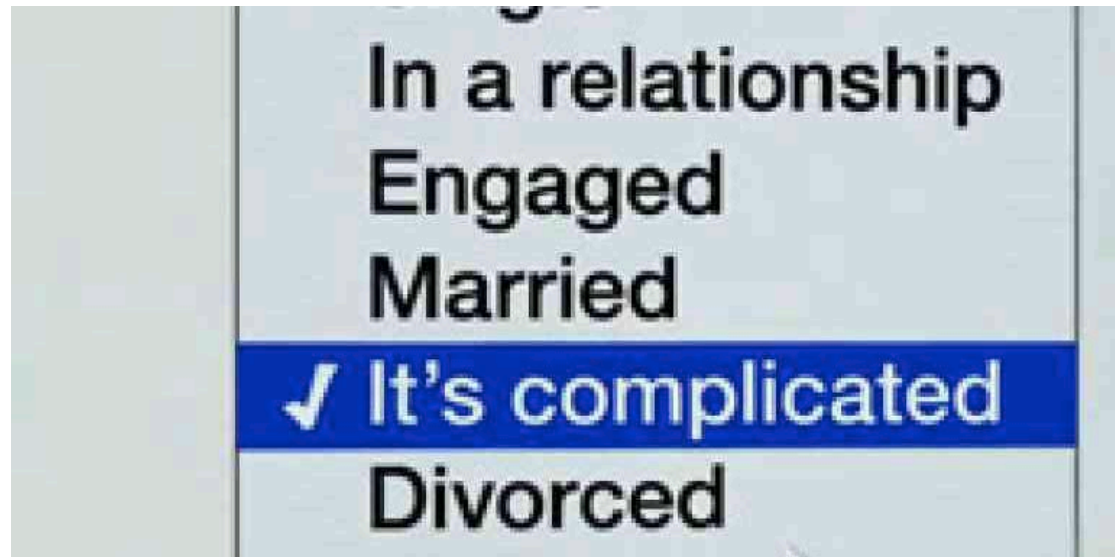 In a relationship
Engaged
Married
It's complicated
Divorced